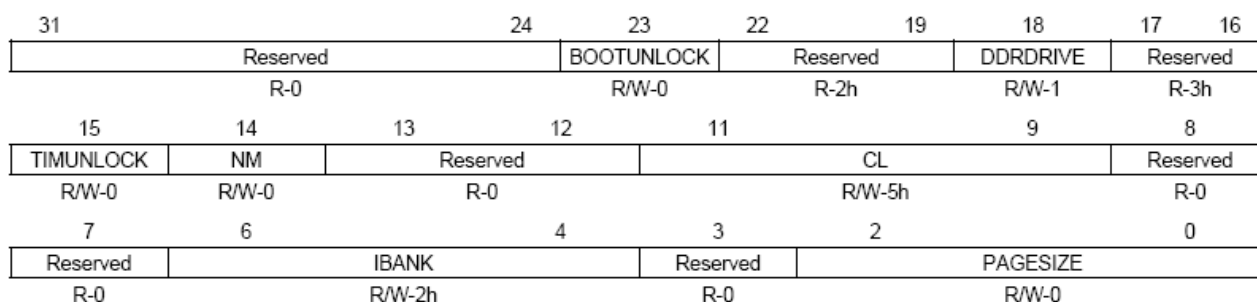 31 24 23 22 19 18 17 16
Reserved BOOTUNLOCK Reserved DDRDRIVE Reserved
R-0 R/W-0 R-2h R/W-1 R-3h
15 14 13 12 11 9 8
TIMUNLOCK NM Reserved CL Reserved
R/W-0 R/W-0 R-0 R/W-5h R-0
7 6 4 3 2 0
Reserved IBANK Reserved PAGESIZE
R-0 R/W-2h R-0 R/W-0